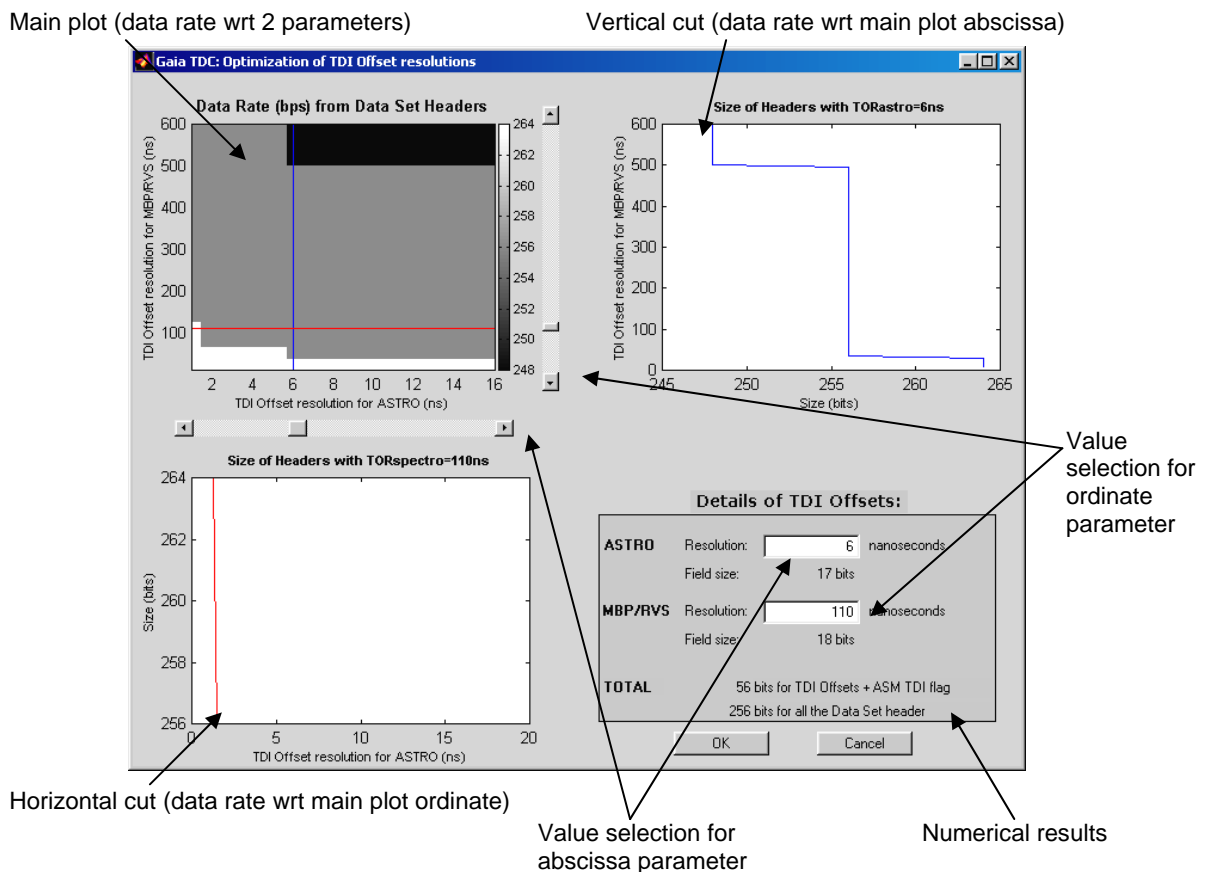 Main plot (data rate wrt 2 parameters)
Vertical cut (data rate wrt main plot abscissa)
Gaia TDC: Optimization of TDI Offset resolutions
Data Rate (bps) from Data Set Headers
TDI Offset resolution for MBP/RVS (ns)
600
500
400
300
200
100
2 4 6 8 10 12 14 16
TDI Offset resolution for ASTRO (ns)
264
262
260
258
256
254
252
250
248
Size of Headers with TORastro=6ns
TDI Offset resolution for MBP/RVS (ns)
600
500
400
300
200
100
0
245 250 255 260 265
Size (bits)
Value
selection for
ordinate
parameter
Size of Headers with TORspectro=110ns
Size (bits)
264
262
260
258
256
0 5 10 15 20
TDI Offset resolution for ASTRO (ns)
Details of TDI Offsets:
ASTRO Resolution: 6 nanoseconds
Field size: 17 bits
MBP/RVS Resolution: 110 nanoseconds
Field size: 18 bits
TOTAL 56 bits for TDI Offsets + ASM TDI flag
256 bits for all the Data Set header
OK Cancel
Horizontal cut (data rate wrt main plot ordinate)
Value selection for
abscissa parameter
Numerical results